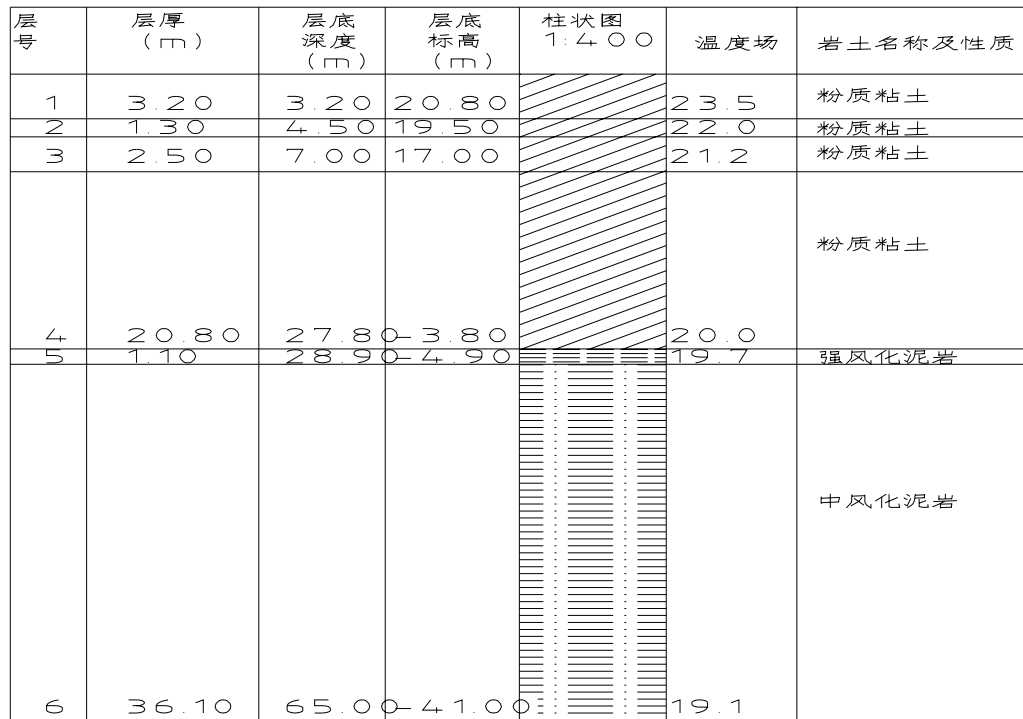 层号 层厚(m) 层底深度(m) 层底标高(m) 柱状图1:400 温度场 岩土名称及性质
1 3.20 3.20 20.80 23.5 粉质粘土
2 1.30 4.50 19.50 22.0 粉质粘土
3 2.50 7.00 17.00 21.2 粉质粘土
4 20.80 27.80 -3.80 20.0 粉质粘土
5 1.10 28.90 -4.90 19.7 强风化泥岩
6 36.10 65.00 -41.00 19.1 中风化泥岩